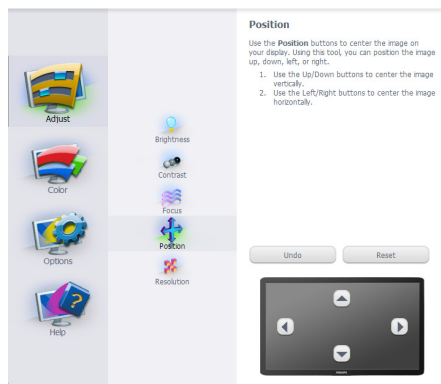 Position
Use the Position buttons to center the image on
your display. Using this tool, you can position the image
up, down, left, or right.
1. Use the Up/Down buttons to center the image
vertically.
2. Use the Left/Right buttons to center the image
horizontally.
Adjust
Color
Options
Help
Brightness
Contrast
Focus
Position
Resolution
Undo
Reset
PHILIPS